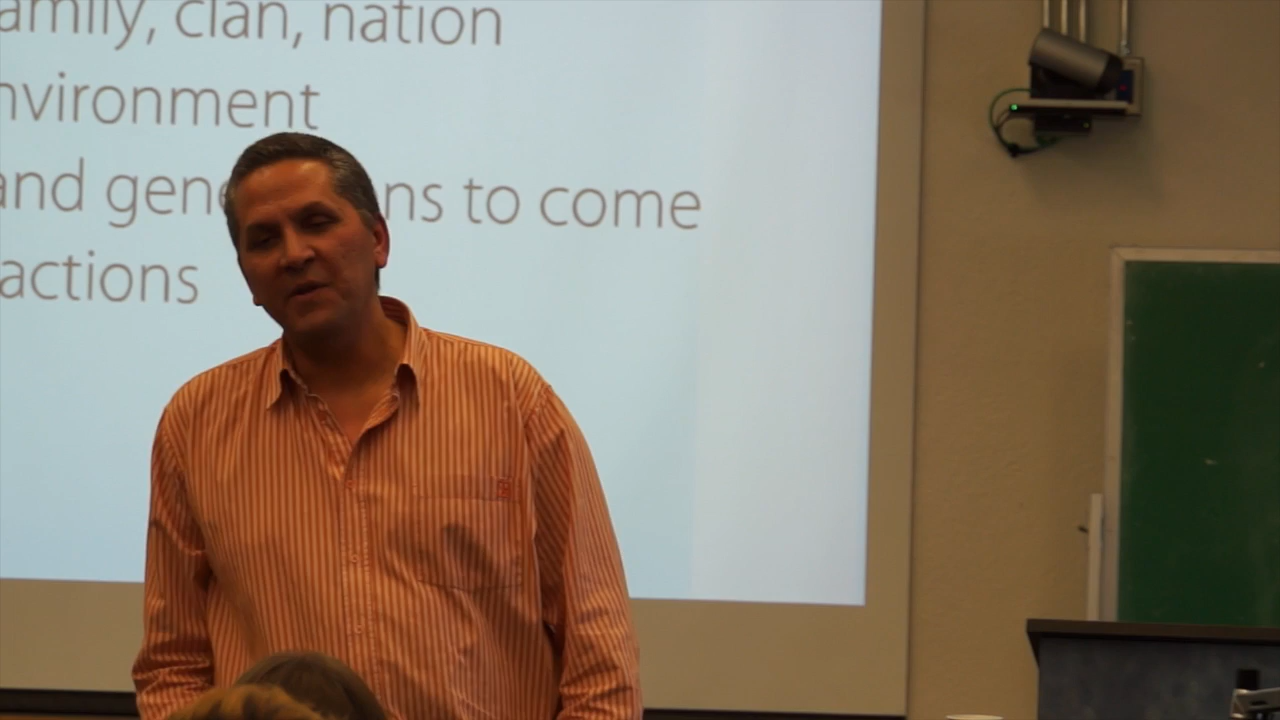 amily, clan, nation
nvironment
and gene ns to come
actions